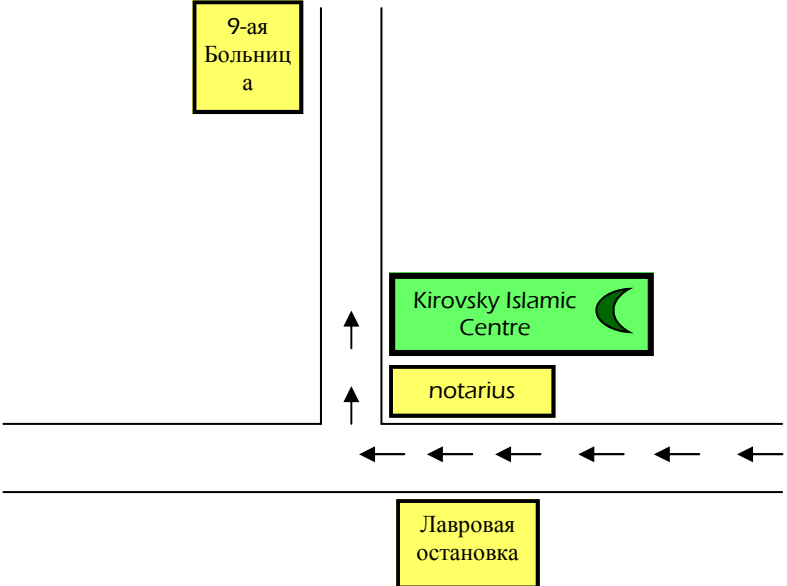 9-ая
Больниц
а
Kirovsky Islamic
Centre
notarius
Лавровая
остановка